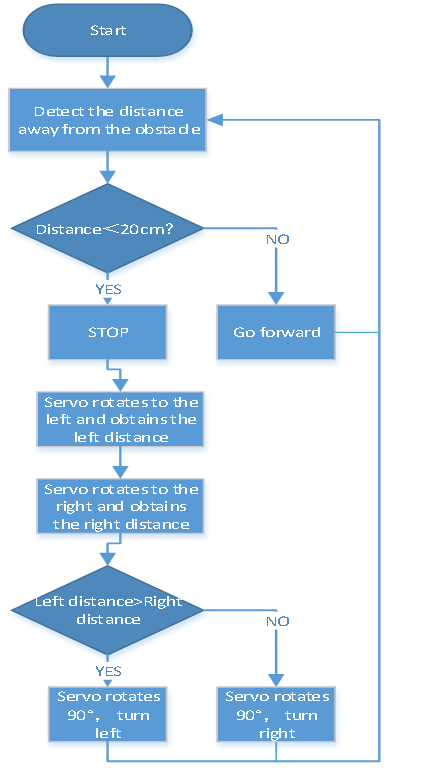 Start
Detect the distance
away from the obstacle
Distance＜20cm?
NO
YES
STOP
Go forward
Servo rotates to the
left and obtains the
left distance
Servo rotates to the
right and obtains
the right distance
Left distance>Right
distance
NO
YES
Servo rotates
90°， turn
left
Servo rotates
90°， turn
right